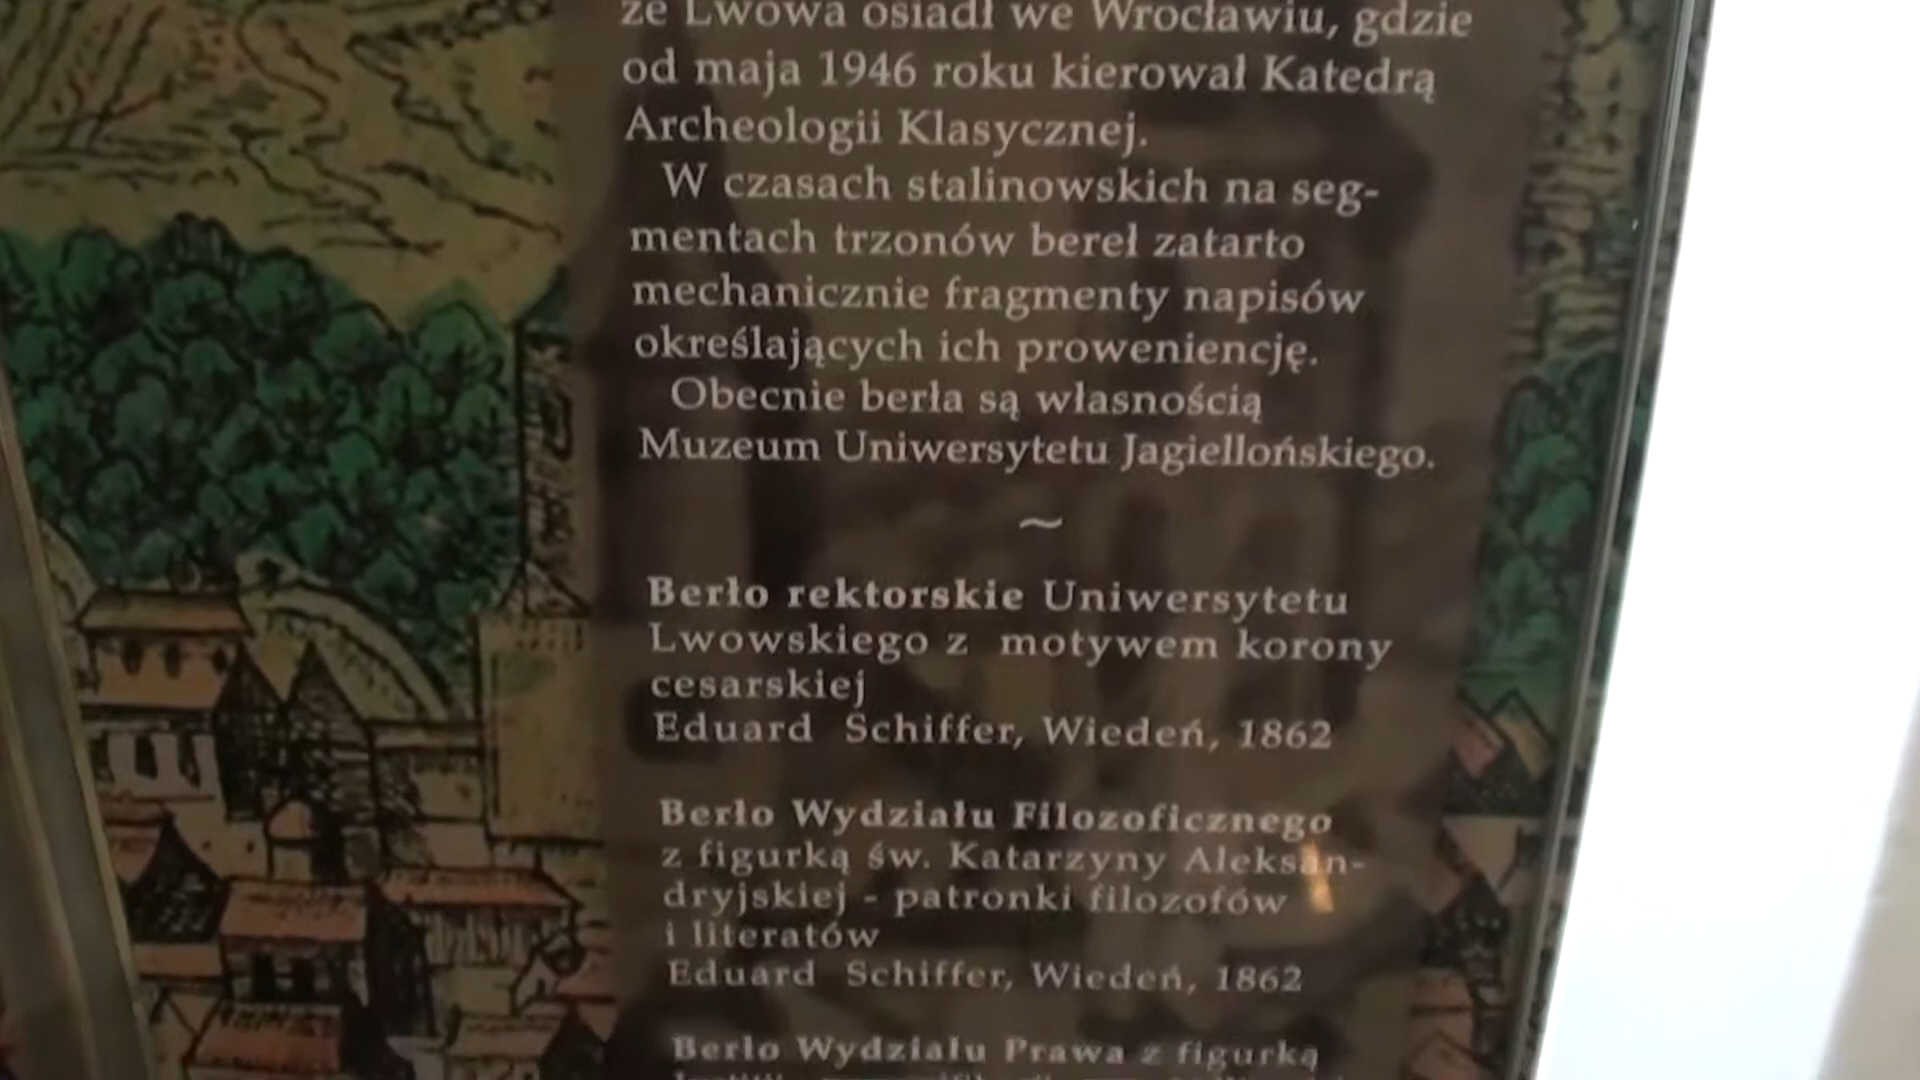 ze Lwowa osiadł we Wrocławiu, gdzie
od maja 1946 roku kierował Katedrą
Archeologii Klasycznej.
W czasach stalinowskich na seg-
mentach trzonów bereł zatarto
mechanicznie fragmenty napisów
określających ich proweniencję.
Obecnie berła są własnością
Muzeum Uniwersytetu Jagiellońskiego.
~
Berło rektorskie Uniwersytetu
Lwowskiego z motywem korony
cesarskiej
Eduard Schiffer, Wiedeń, 1862
Berło Wydziału Filozoficznego
z figurką św. Katarzyny Aleksan-
dryjskiej - patronki filozofów
i literatów
Eduard Schiffer, Wiedeń, 1862
Berło Wydziału Prawa z figurką